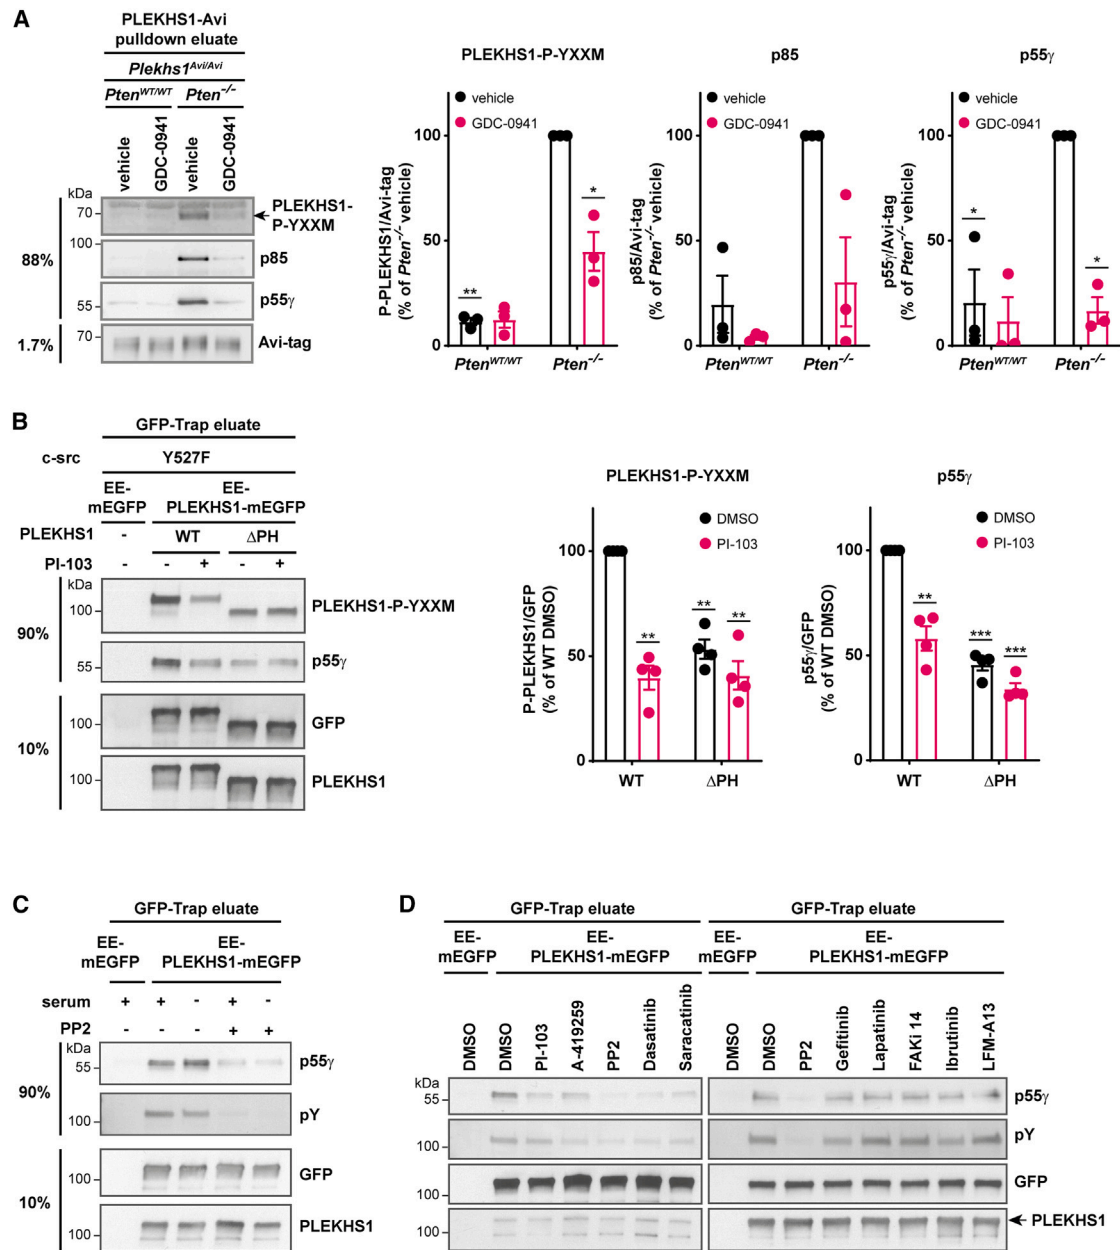 A
PLEKHS1-Avi
pulldown eluate
Plekhs1Avi/Avi
PtenWT/WT Pten-/-
vehicle GDC-0941 vehicle GDC-0941
kDa
70
PLEKHS1-
P-YXXM
100
p85
88%
55
p55γ
70
Avi-tag
1.7%
PLEKHS1-P-YXXM
vehicle
GDC-0941
P-PLEKHS1/Avi-tag
(% of Pten-/- vehicle)
100
50
0
**
*
PtenWT/WT Pten-/-
p85
vehicle
GDC-0941
p85/Avi-tag
(% of Pten-/- vehicle)
100
50
0
PtenWT/WT Pten-/-
p55γ
vehicle
GDC-0941
p55γ/Avi-tag
(% of Pten-/- vehicle)
100
50
0
*
*
PtenWT/WT Pten-/-
B
GFP-Trap eluate
c-src Y527F
EE-
mEGFP
EE-
PLEKHS1-mEGFP
PLEKHS1 - WT ΔPH
PI-103 - - + - +
kDa
100
PLEKHS1-P-YXXM
90%
55
p55γ
100
GFP
10%
100
PLEKHS1
PLEKHS1-P-YXXM
DMSO
PI-103
P-PLEKHS1/GFP
(% of WT DMSO)
100
50
0
**
**
**
WT ΔPH
p55γ
DMSO
PI-103
p55γ/GFP
(% of WT DMSO)
100
50
0
**
***
***
WT ΔPH
C
GFP-Trap eluate
EE-
mEGFP
EE-
PLEKHS1-mEGFP
serum + + - + -
PP2 - - - + +
kDa
55
p55γ
90%
100
pY
100
GFP
10%
100
PLEKHS1
D
GFP-Trap eluate
EE-
mEGFP
EE-
PLEKHS1-mEGFP
DMSO DMSO PI-103 A-419259 PP2 Dasatinib Saracatinib
GFP-Trap eluate
EE-
mEGFP
EE-
PLEKHS1-mEGFP
DMSO DMSO PP2 Gefitinib Lapatinib FAKi 14 Ibrutinib LFM-A13
kDa
55
p55γ
100
pY
100
GFP
100
PLEKHS1